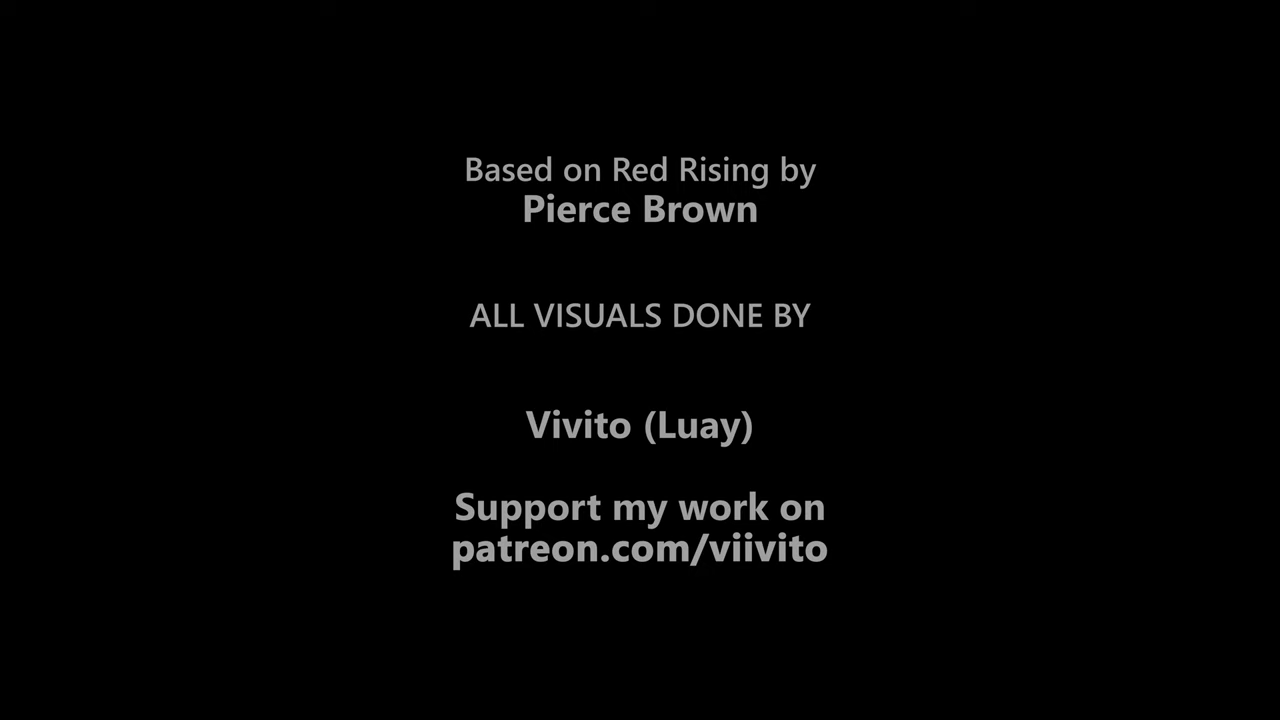 Based on Red Rising by
Pierce Brown
ALL VISUALS DONE BY
Vivito (Luay)
Support my work on
patreon.com/viivito